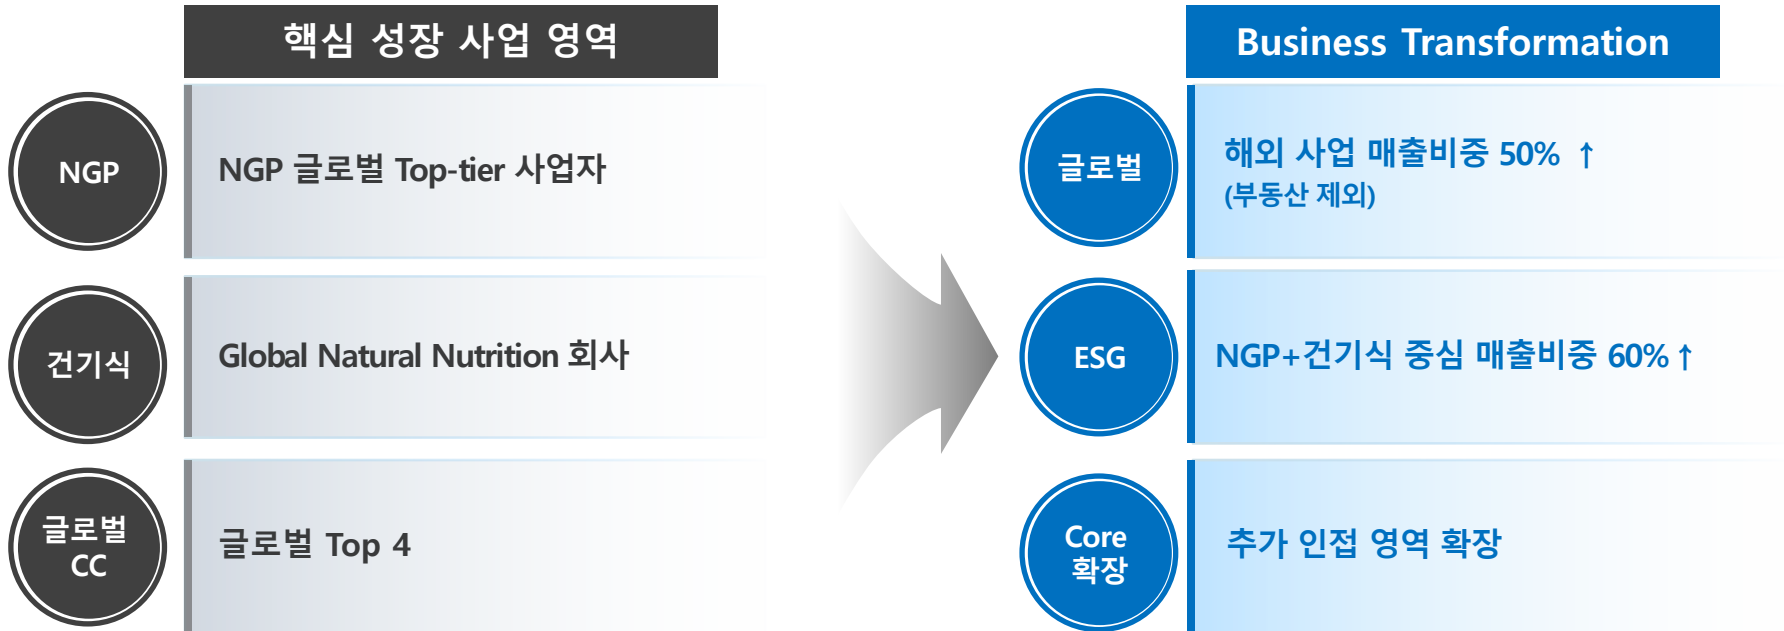 핵심 성장 사업 영역
NGP
NGP 글로벌 Top-tier 사업자
건기식
Global Natural Nutrition 회사
글로벌
CC
글로벌 Top 4
Business Transformation
글로벌
해외 사업 매출비중 50% ↑
(부동산 제외)
ESG
NGP+건기식 중심 매출비중 60%↑
Core
확장
추가 인접 영역 확장